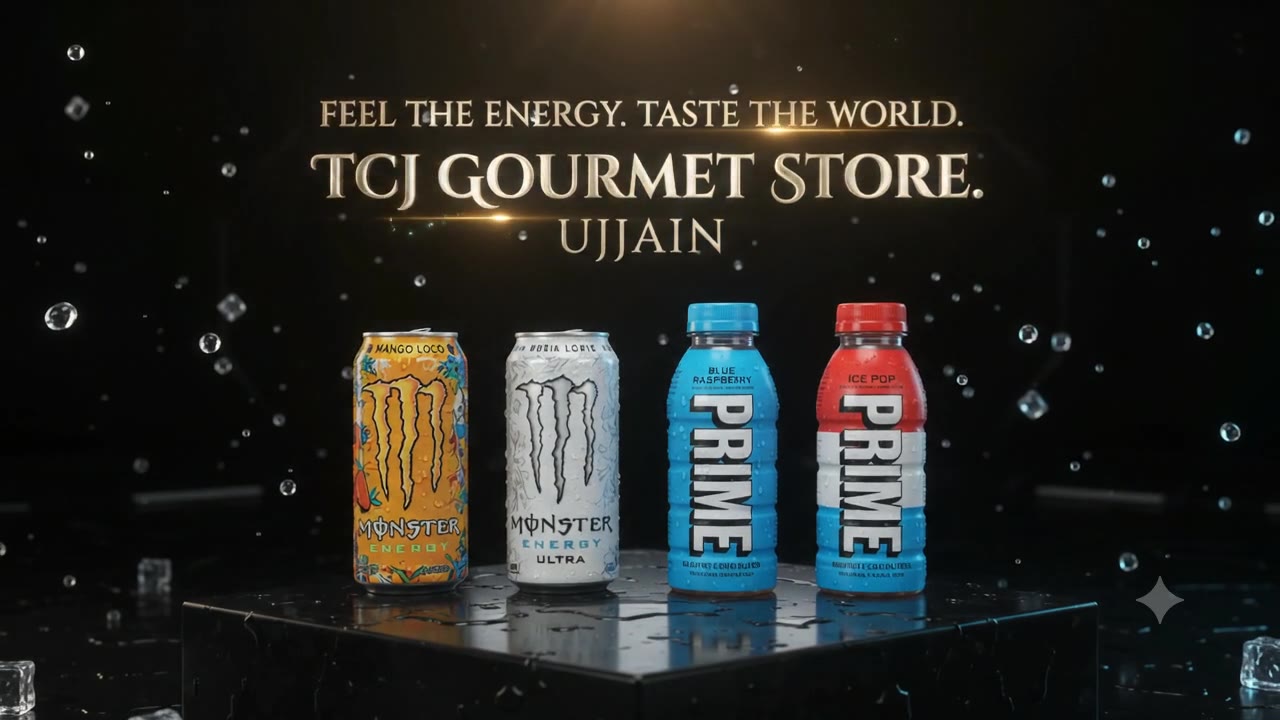 FEEL THE ENERGY. TASTE THE WORLD.
TCJ GOURMET STORE.
UJJAIN
MANGO LOCO
MONSTER
ENERGY
MONSTER
ENERGY
ULTRA
BLUE
RASPBERRY
PRIME
ICE POP
PRIME